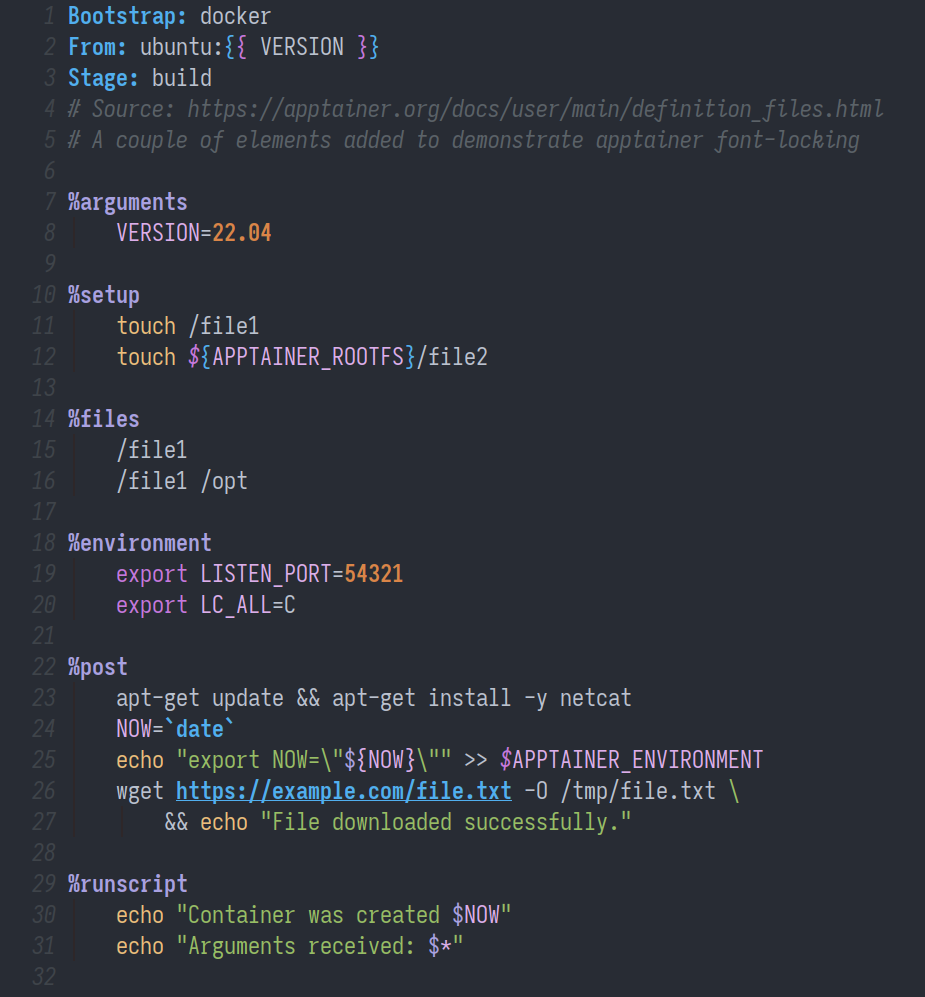 1 Bootstrap: docker
2 From: ubuntu:{{ VERSION }}
3 Stage: build
4 # Source: https://apptainer.org/docs/user/main/definition_files.html
5 # A couple of elements added to demonstrate apptainer font-locking
6
7 %arguments
8     VERSION=22.04
9
10 %setup
11     touch /file1
12     touch ${APPTAINER_ROOTFS}/file2
13
14 %files
15     /file1
16     /file1 /opt
17
18 %environment
19     export LISTEN_PORT=54321
20     export LC_ALL=C
21
22 %post
23     apt-get update && apt-get install -y netcat
24     NOW=`date`
25     echo "export NOW=\"${NOW}\"" >> $APPTAINER_ENVIRONMENT
26     wget https://example.com/file.txt -O /tmp/file.txt \
27         && echo "File downloaded successfully."
28
29 %runscript
30     echo "Container was created $NOW"
31     echo "Arguments received: $*"
32